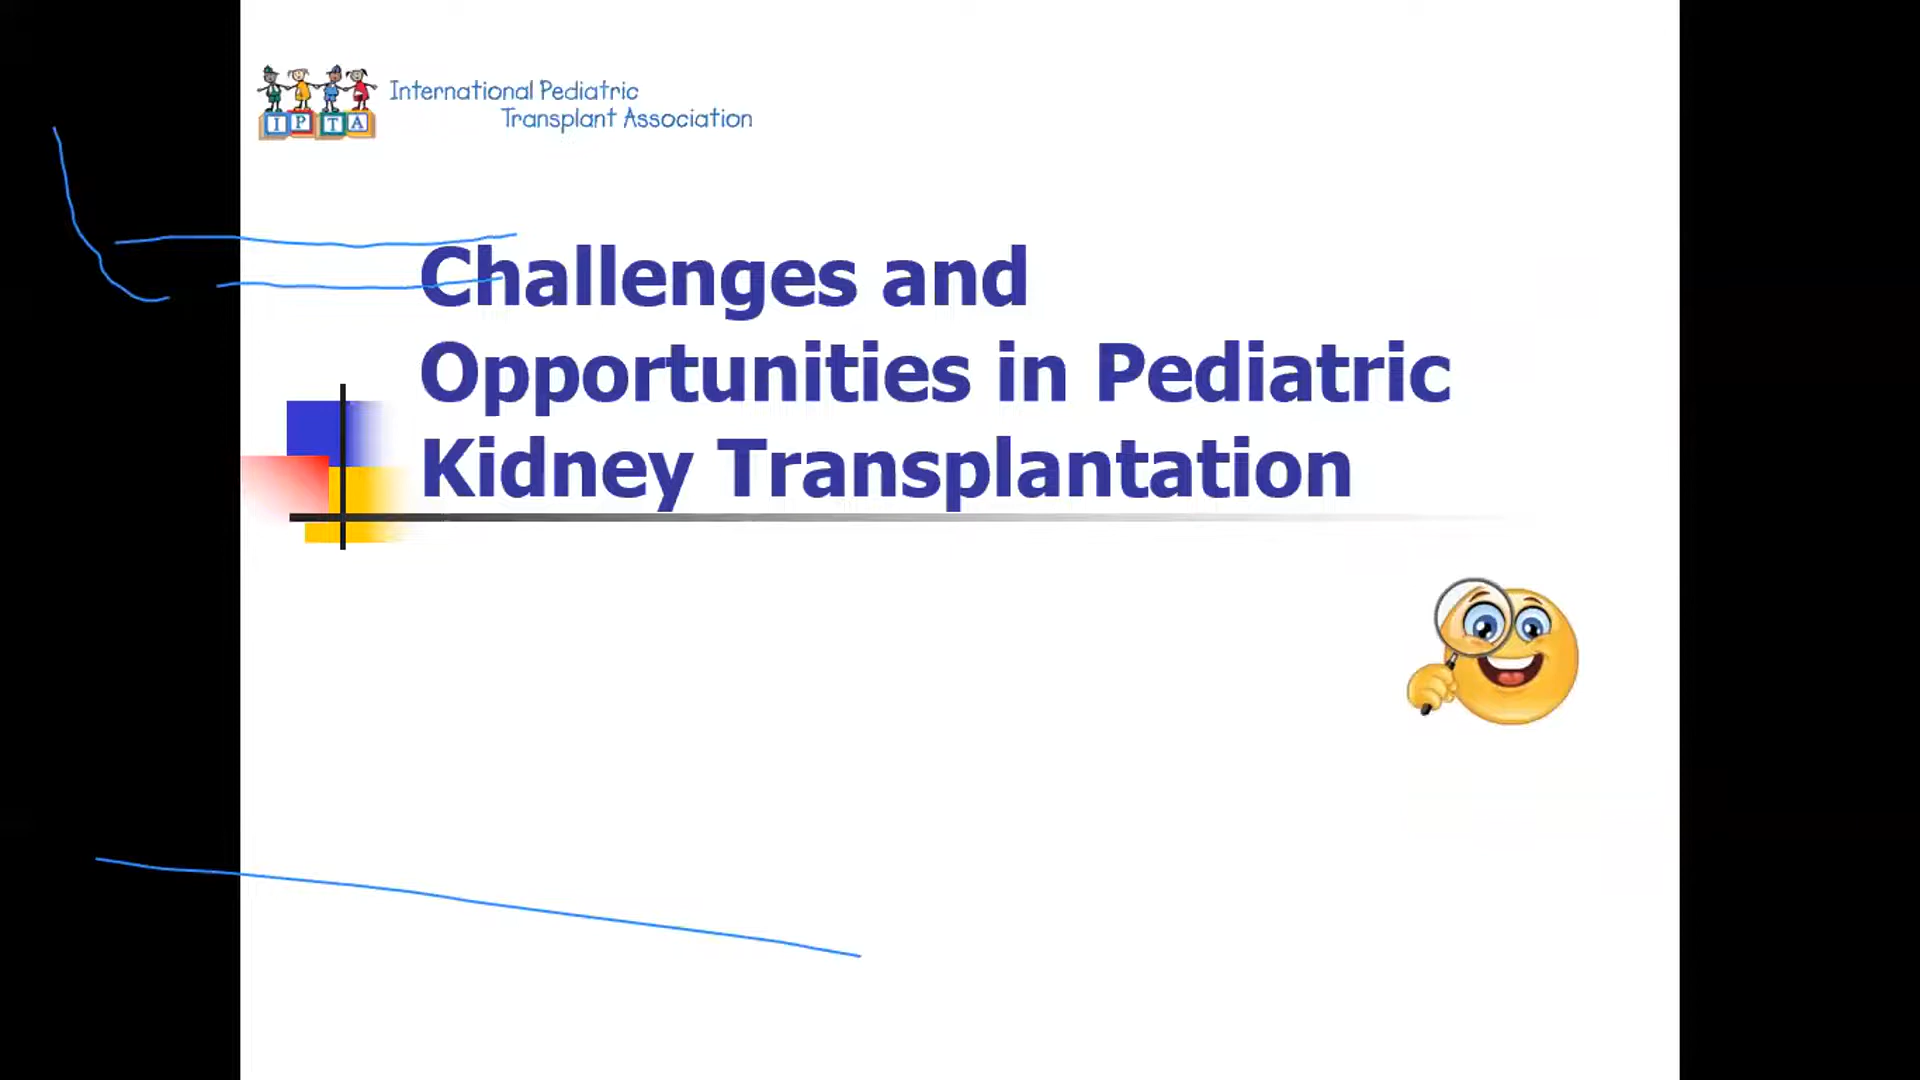 International Pediatric
Transplant Association
IPTA
Challenges and
Opportunities in Pediatric
Kidney Transplantation